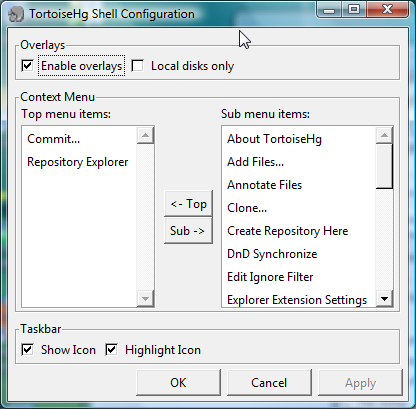 TortoiseHg Shell Configuration
Overlays
Enable overlays Local disks only
Context Menu
Top menu items:
Commit...
Repository Explorer
<- Top
Sub ->
Sub menu items:
About TortoiseHg
Add Files...
Annotate Files
Clone...
Create Repository Here
DnD Synchronize
Edit Ignore Filter
Explorer Extension Settings
Taskbar
Show Icon Highlight Icon
OK Cancel Apply